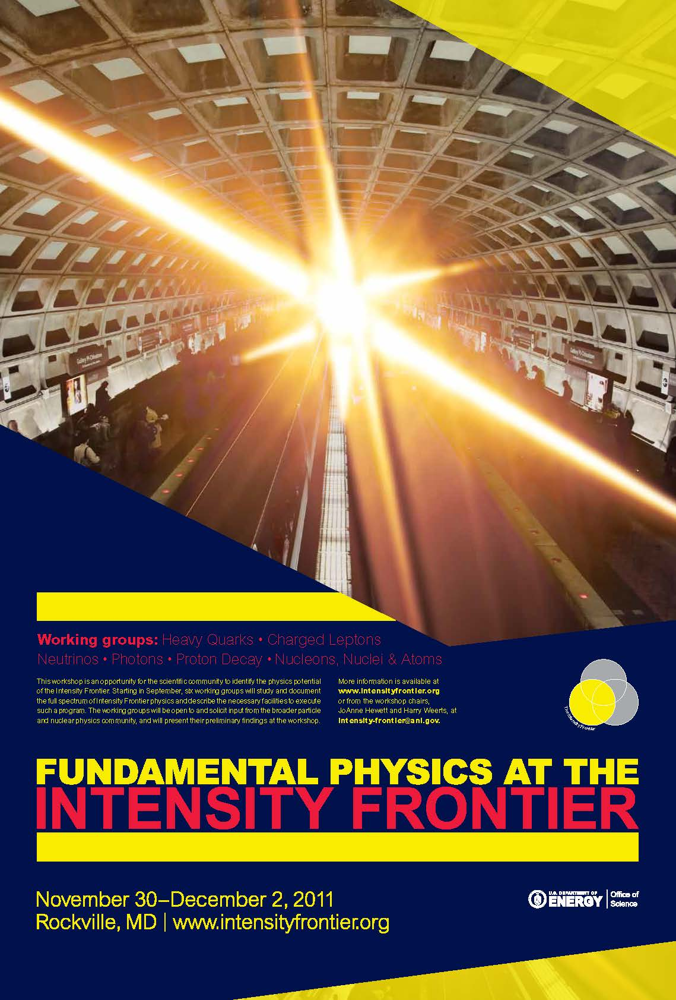 Gallery Pl-Chinatown
Gallery Pl-Chinatown
Working groups: Heavy Quarks • Charged Leptons
Neutrinos • Photons • Proton Decay • Nucleons, Nuclei & Atoms
This workshop is an opportunity for the scientific community to identify the physics potential
of the Intensity Frontier. Starting in September, six working groups will study and document
the full spectrum of Intensity Frontier physics and describe the necessary facilities to execute
such a program. The working groups will be open to and solicit input from the broader particle
and nuclear physics community, and will present their preliminary findings at the workshop.
More information is available at
www.intensityfrontier.org
or from the workshop chairs,
JoAnne Hewett and Harry Weerts, at
intensity-frontier@anl.gov.
The Intensity Frontier
FUNDAMENTAL PHYSICS AT THE
INTENSITY FRONTIER
November 30–December 2, 2011
Rockville, MD | www.intensityfrontier.org
U.S. DEPARTMENT OF
ENERGY
Office of
Science